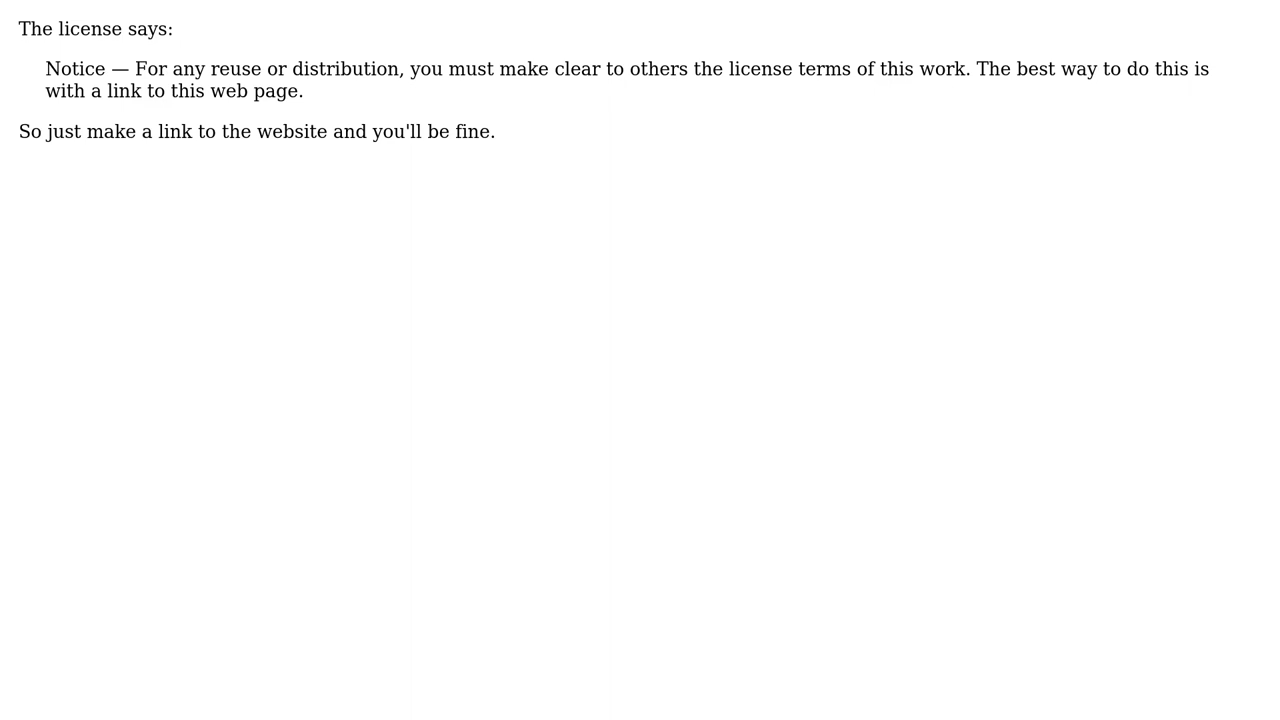 The license says:
Notice — For any reuse or distribution, you must make clear to others the license terms of this work. The best way to do this is
with a link to this web page.
So just make a link to the website and you'll be fine.